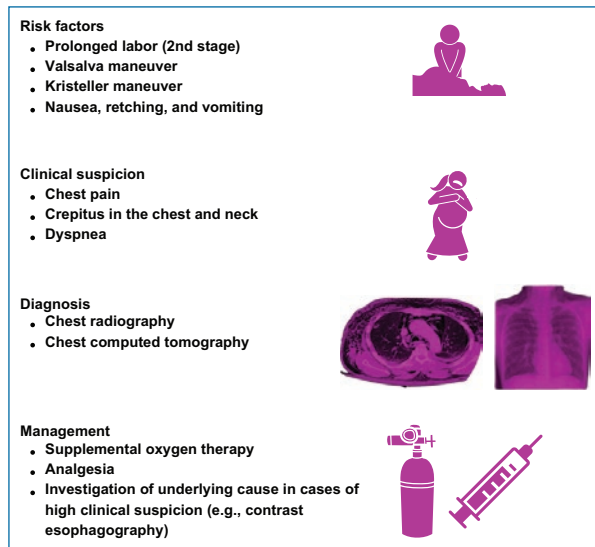 Risk factors
• Prolonged labor (2nd stage)
• Valsalva maneuver
• Kristeller maneuver
• Nausea, retching, and vomiting
Clinical suspicion
• Chest pain
• Crepitus in the chest and neck
• Dyspnea
Diagnosis
• Chest radiography
• Chest computed tomography
Management
• Supplemental oxygen therapy
• Analgesia
• Investigation of underlying cause in cases of
high clinical suspicion (e.g., contrast
esophagography)